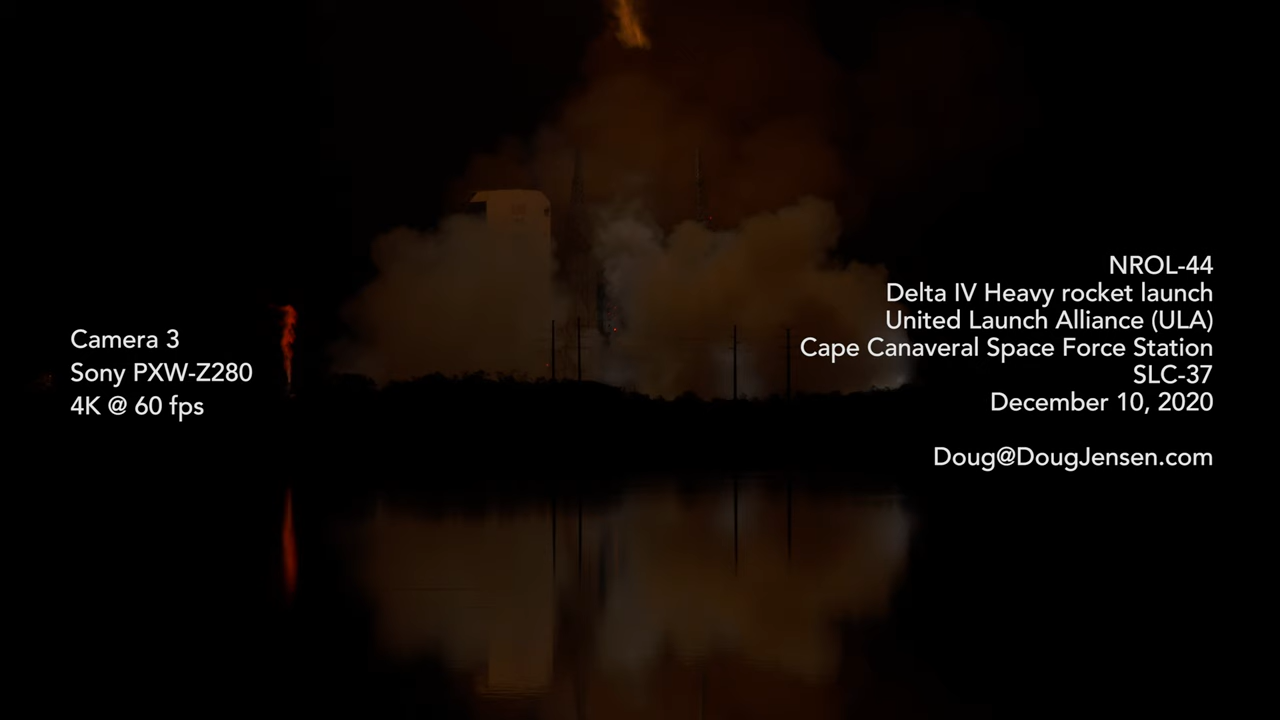 Camera 3
Sony PXW-Z280
4K @ 60 fps
NROL-44
Delta IV Heavy rocket launch
United Launch Alliance (ULA)
Cape Canaveral Space Force Station
SLC-37
December 10, 2020
Doug@DougJensen.com